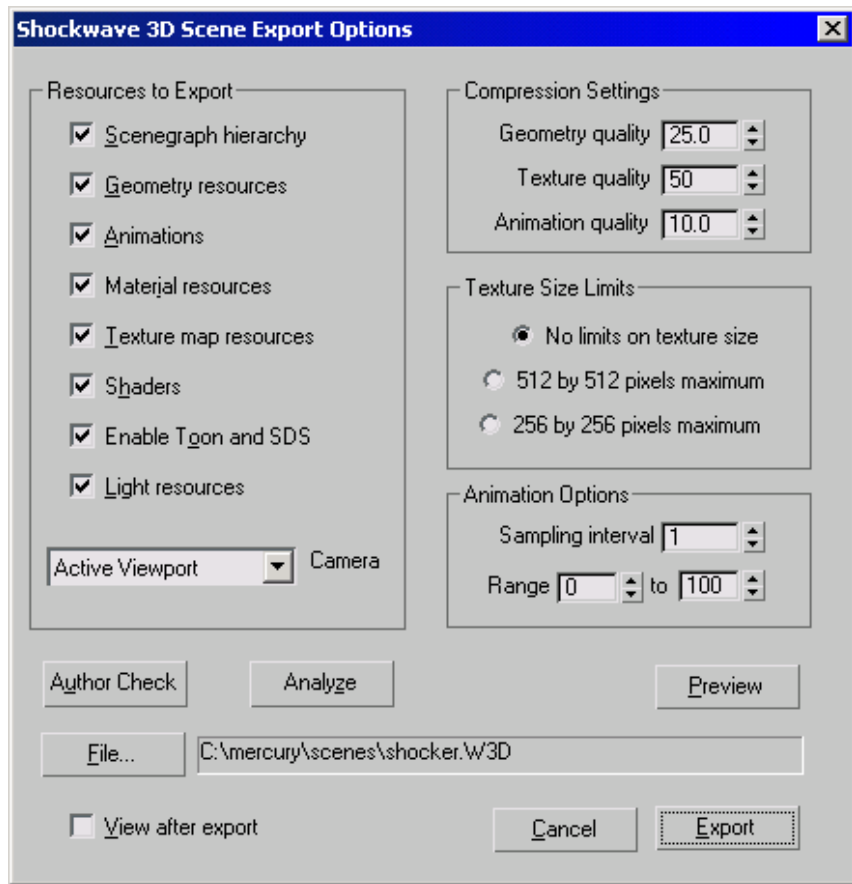 Shockwave 3D Scene Export Options
Resources to Export
Scenegraph hierarchy
Geometry resources
Animations
Material resources
Texture map resources
Shaders
Enable Toon and SDS
Light resources
Active Viewport Camera
Compression Settings
Geometry quality 25.0
Texture quality 50
Animation quality 10.0
Texture Size Limits
No limits on texture size
512 by 512 pixels maximum
256 by 256 pixels maximum
Animation Options
Sampling interval 1
Range 0 to 100
Author Check Analyze Preview
File... C:\mercury\scenes\shocker.W3D
View after export Cancel Export